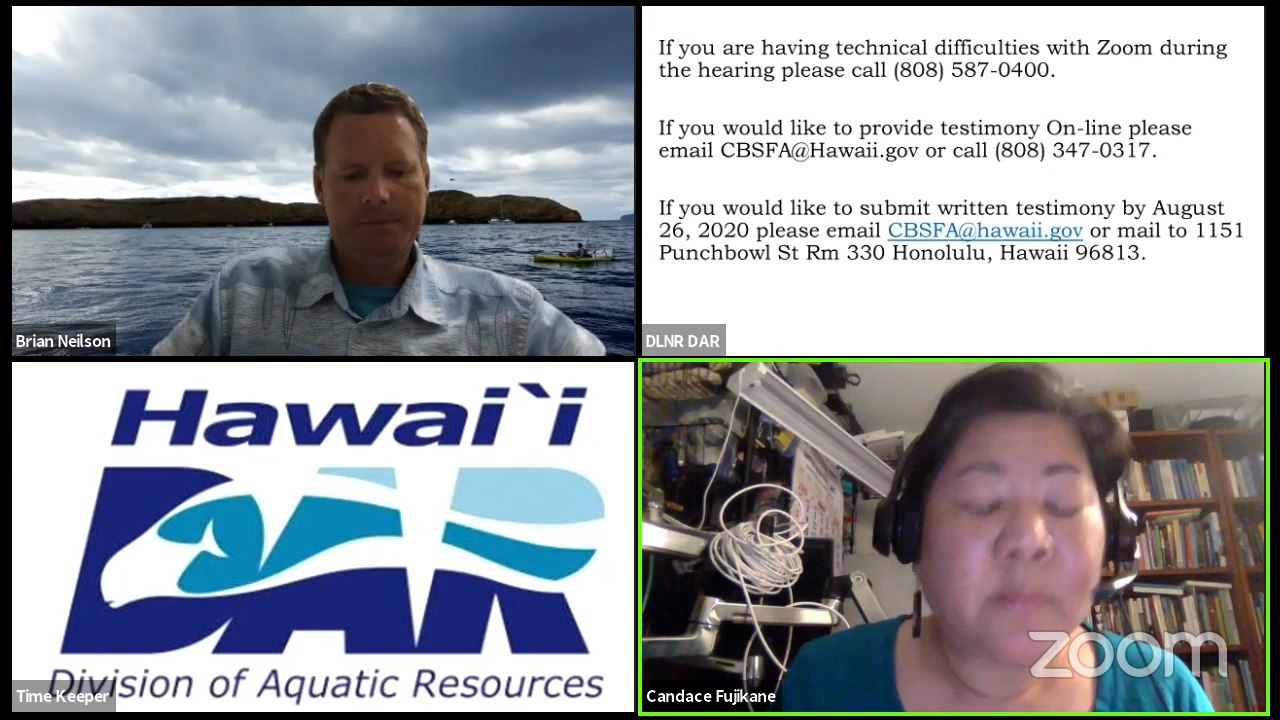 If you are having technical difficulties with Zoom during
the hearing please call (808) 587-0400.
If you would like to provide testimony On-line please
email CBSFA@Hawaii.gov or call (808) 347-0317.
If you would like to submit written testimony by August
26, 2020 please email CBSFA@hawaii.gov or mail to 1151
Punchbowl St Rm 330 Honolulu, Hawaii 96813.
Brian Neilson
DLNR DAR
Hawai`i
DAR
Division of Aquatic Resources
Time Keeper
Candace Fujikane
zoom